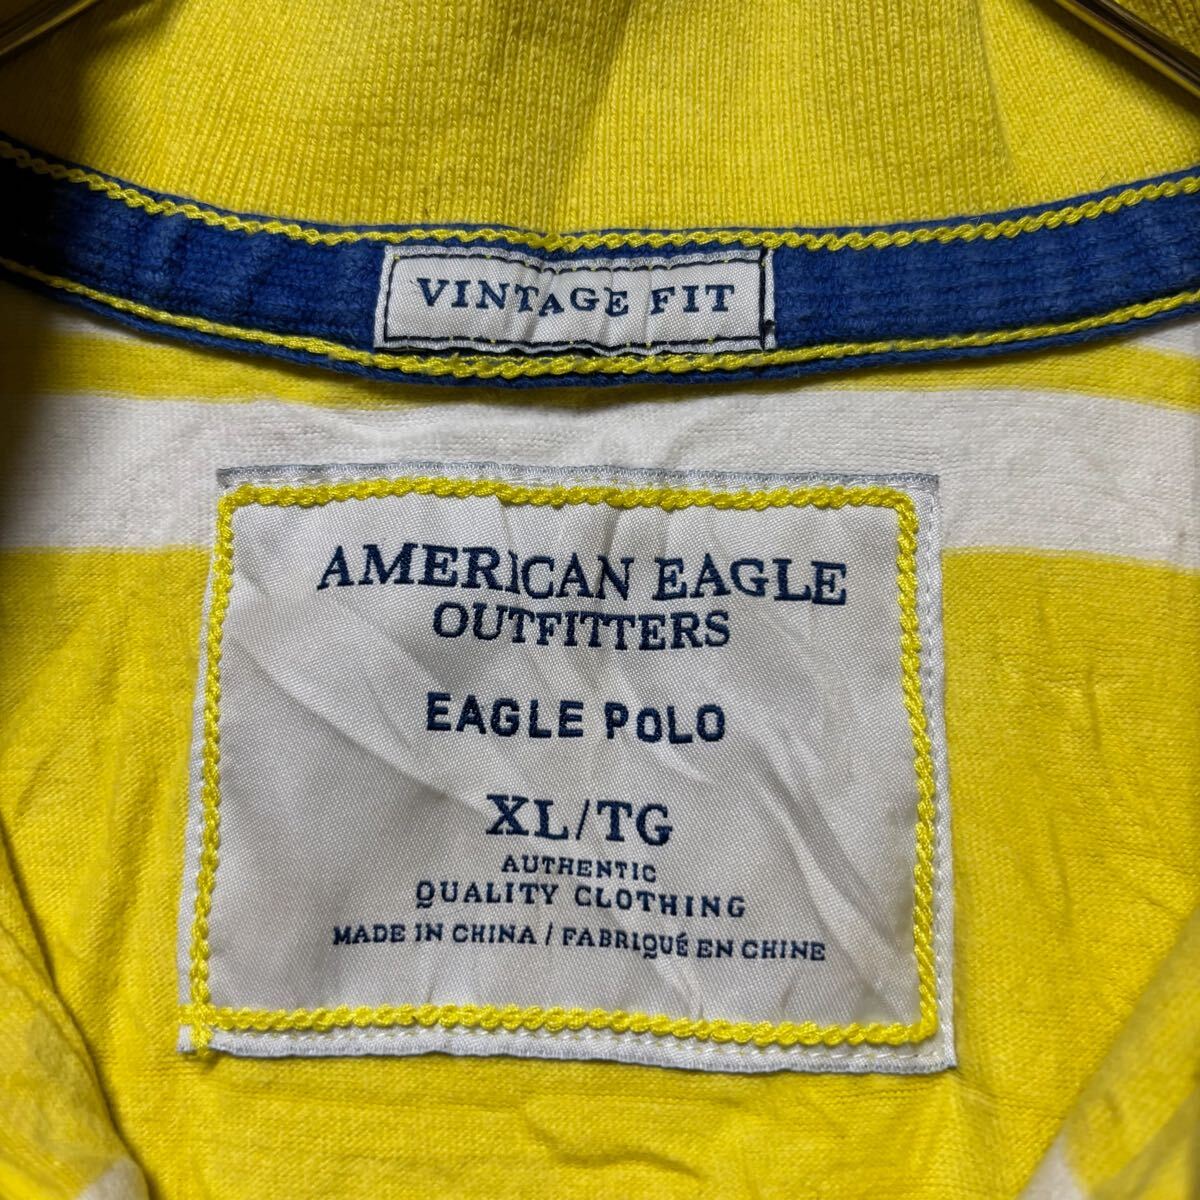 VINTAGE FIT
AMERICAN EAGLE
OUTFITTERS
EAGLE POLO
XL/TG
AUTHENTIC
QUALITY CLOTHING
MADE IN CHINA / FABRIQUÉ EN CHINE